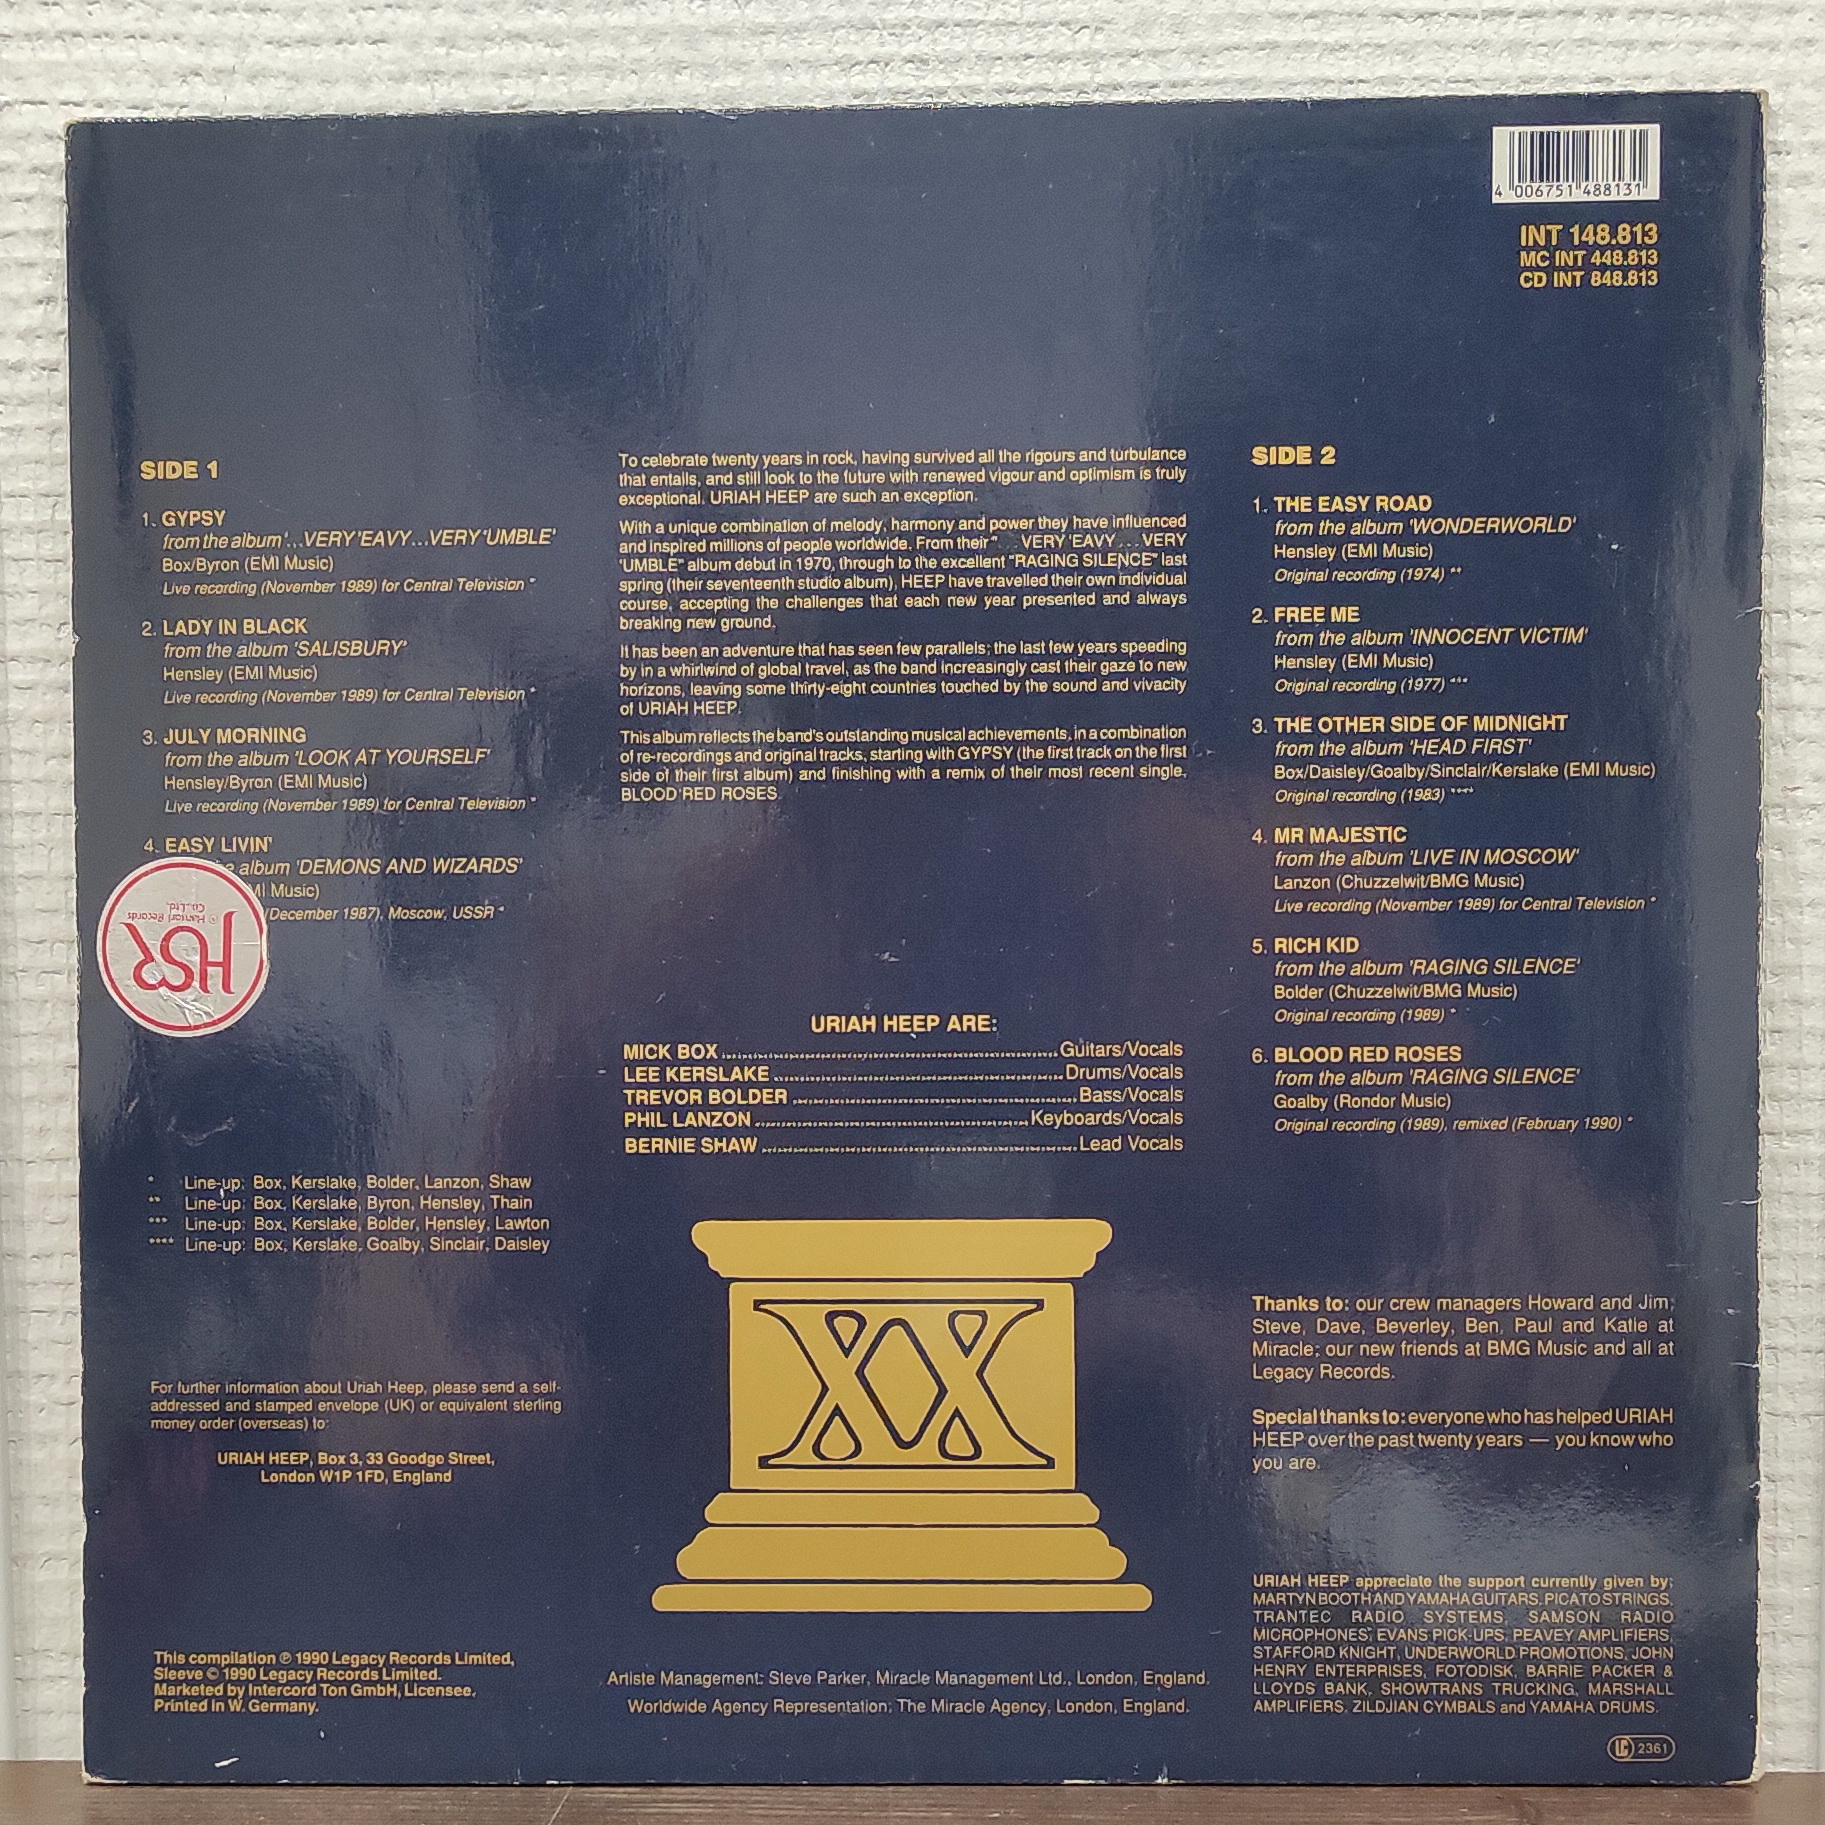 4 006751 488131
INT 148.813
MC INT 448.813
CD INT 848.813
SIDE 1
1. GYPSY
from the album '...VERY 'EAVY...VERY 'UMBLE'
Box/Byron (EMI Music)
Live recording (November 1989) for Central Television *
2. LADY IN BLACK
from the album 'SALISBURY'
Hensley (EMI Music)
Live recording (November 1989) for Central Television *
3. JULY MORNING
from the album 'LOOK AT YOURSELF'
Hensley/Byron (EMI Music)
Live recording (November 1989) for Central Television *
4. EASY LIVIN'
album 'DEMONS AND WIZARDS'
Music)
/December 1987), Moscow, USSR *
HSR
© Hantari Records
Co., Ltd.
* Line-up: Box, Kerslake, Bolder, Lanzon, Shaw
** Line-up: Box, Kerslake, Byron, Hensley, Thain
*** Line-up: Box, Kerslake, Bolder, Hensley, Lawton
**** Line-up: Box, Kerslake, Goalby, Sinclair, Daisley
For further information about Uriah Heep, please send a self-
addressed and stamped envelope (UK) or equivalent sterling
money order (overseas) to:
URIAH HEEP, Box 3, 33 Goodge Street,
London W1P 1FD, England
This compilation ℗ 1990 Legacy Records Limited,
Sleeve © 1990 Legacy Records Limited.
Marketed by Intercord Ton GmbH, Licensee.
Printed in W. Germany.
To celebrate twenty years in rock, having survived all the rigours and turbulance
that entails, and still look to the future with renewed vigour and optimism is truly
exceptional. URIAH HEEP are such an exception.
With a unique combination of melody, harmony and power they have influenced
and inspired millions of people worldwide. From their "...VERY 'EAVY...VERY
'UMBLE" album debut in 1970, through to the excellent "RAGING SILENCE" last
spring (their seventeenth studio album), HEEP have travelled their own individual
course, accepting the challenges that each new year presented and always
breaking new ground.
It has been an adventure that has seen few parallels; the last few years speeding
by in a whirlwind of global travel, as the band increasingly cast their gaze to new
horizons, leaving some thirty-eight countries touched by the sound and vivacity
of URIAH HEEP.
This album reflects the band's outstanding musical achievements, in a combination
of re-recordings and original tracks, starting with GYPSY (the first track on the first
side of their first album) and finishing with a remix of their most recent single,
BLOOD RED ROSES.
URIAH HEEP ARE:
MICK BOX ........ Guitars/Vocals
LEE KERSLAKE ........ Drums/Vocals
TREVOR BOLDER ........ Bass/Vocals
PHIL LANZON ........ Keyboards/Vocals
BERNIE SHAW ........ Lead Vocals
XX
Artiste Management: Steve Parker, Miracle Management Ltd., London, England.
Worldwide Agency Representation: The Miracle Agency, London, England.
SIDE 2
1. THE EASY ROAD
from the album 'WONDERWORLD'
Hensley (EMI Music)
Original recording (1974) **
2. FREE ME
from the album 'INNOCENT VICTIM'
Hensley (EMI Music)
Original recording (1977) ***
3. THE OTHER SIDE OF MIDNIGHT
from the album 'HEAD FIRST'
Box/Daisley/Goalby/Sinclair/Kerslake (EMI Music)
Original recording (1983) ****
4. MR MAJESTIC
from the album 'LIVE IN MOSCOW'
Lanzon (Chuzzelwit/BMG Music)
Live recording (November 1989) for Central Television *
5. RICH KID
from the album 'RAGING SILENCE'
Bolder (Chuzzelwit/BMG Music)
Original recording (1989) *
6. BLOOD RED ROSES
from the album 'RAGING SILENCE'
Goalby (Rondor Music)
Original recording (1989), remixed (February 1990) *
Thanks to: our crew managers Howard and Jim;
Steve, Dave, Beverley, Ben, Paul and Katie at
Miracle; our new friends at BMG Music and all at
Legacy Records.
Special thanks to: everyone who has helped URIAH
HEEP over the past twenty years — you know who
you are.
URIAH HEEP appreciate the support currently given by:
MARTYN BOOTH AND YAMAHA GUITARS, PICATO STRINGS,
TRANTEC RADIO SYSTEMS, SAMSON RADIO
MICROPHONES, EVANS PICK-UPS, PEAVEY AMPLIFIERS,
STAFFORD KNIGHT, UNDERWORLD PROMOTIONS, JOHN
HENRY ENTERPRISES, FOTODISK, BARRIE PACKER &
LLOYDS BANK, SHOWTRANS TRUCKING, MARSHALL
AMPLIFIERS, ZILDJIAN CYMBALS and YAMAHA DRUMS.
LC 2361